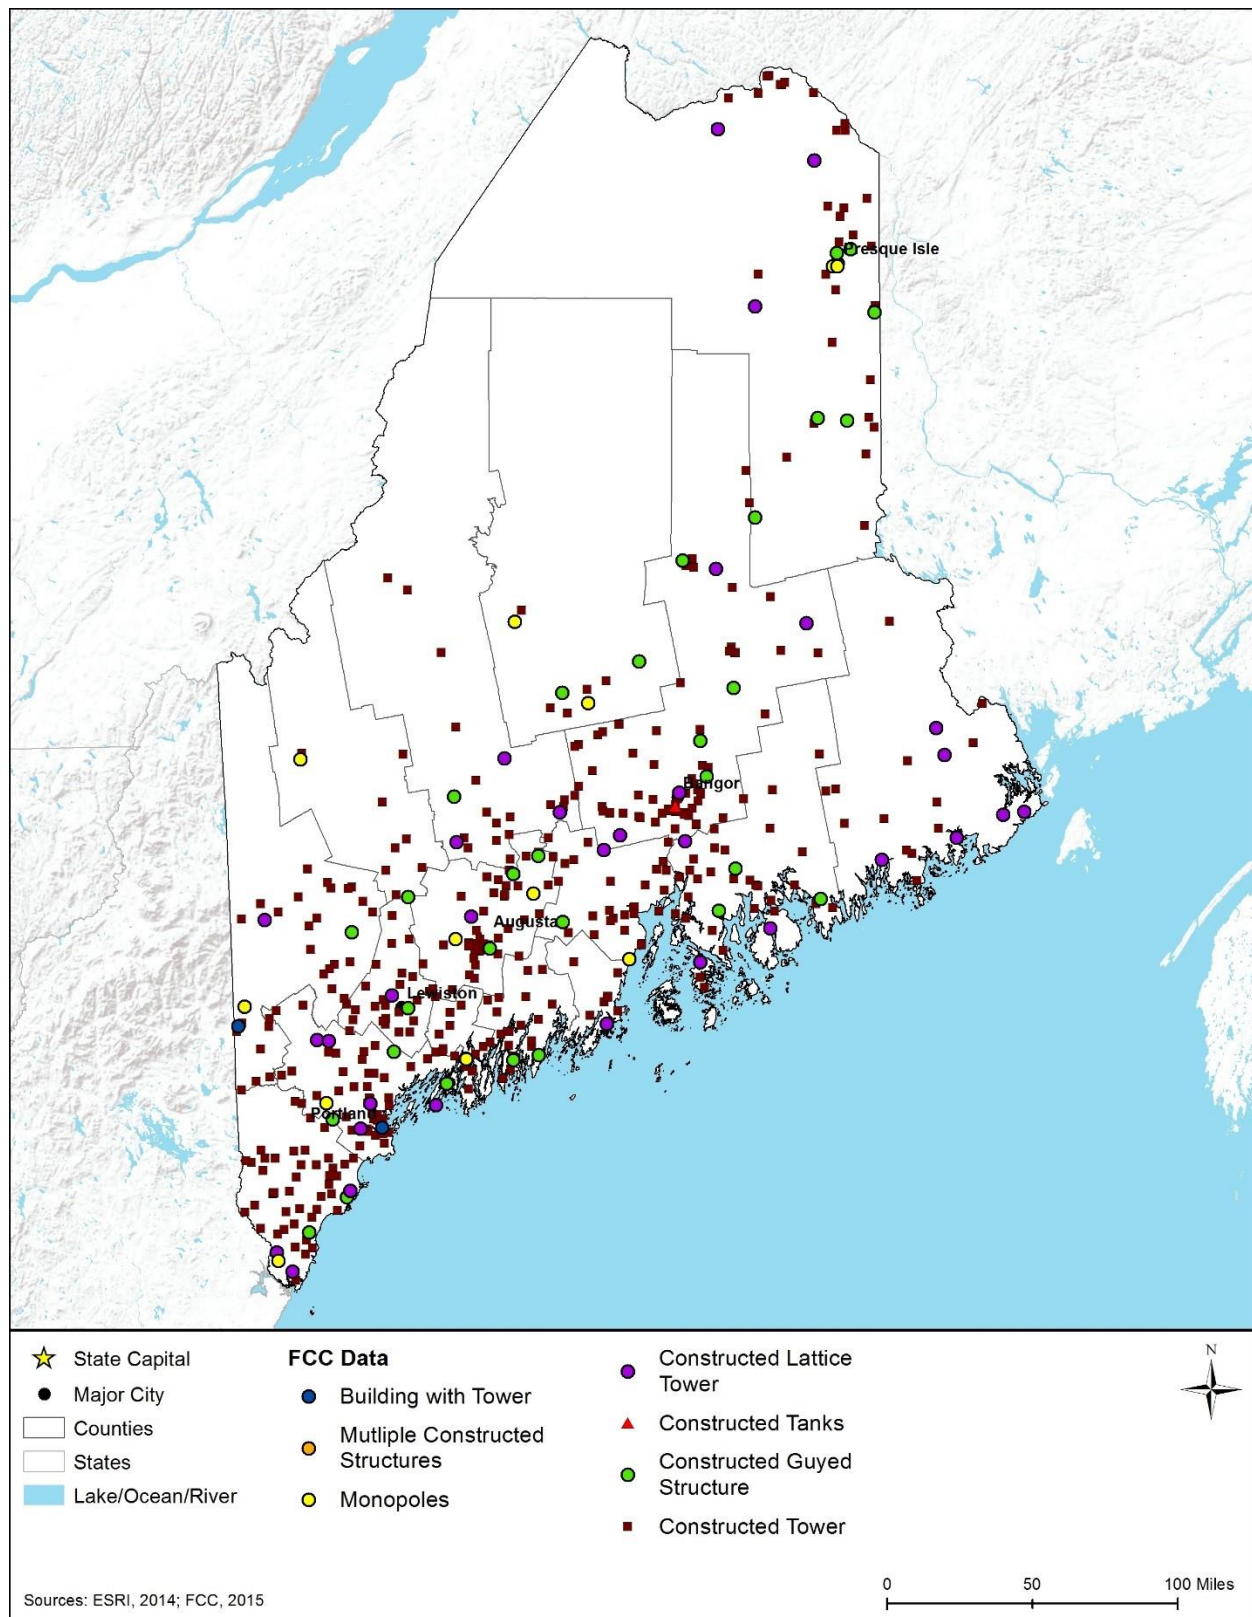 Presque Isle
Bangor
Augusta
Lewiston
Portland
State Capital
Major City
Counties
States
Lake/Ocean/River
FCC Data
Building with Tower
Mutliple Constructed
Structures
Monopoles
Constructed Lattice
Tower
Constructed Tanks
Constructed Guyed
Structure
Constructed Tower
N
Sources: ESRI, 2014; FCC, 2015
0 50 100 Miles